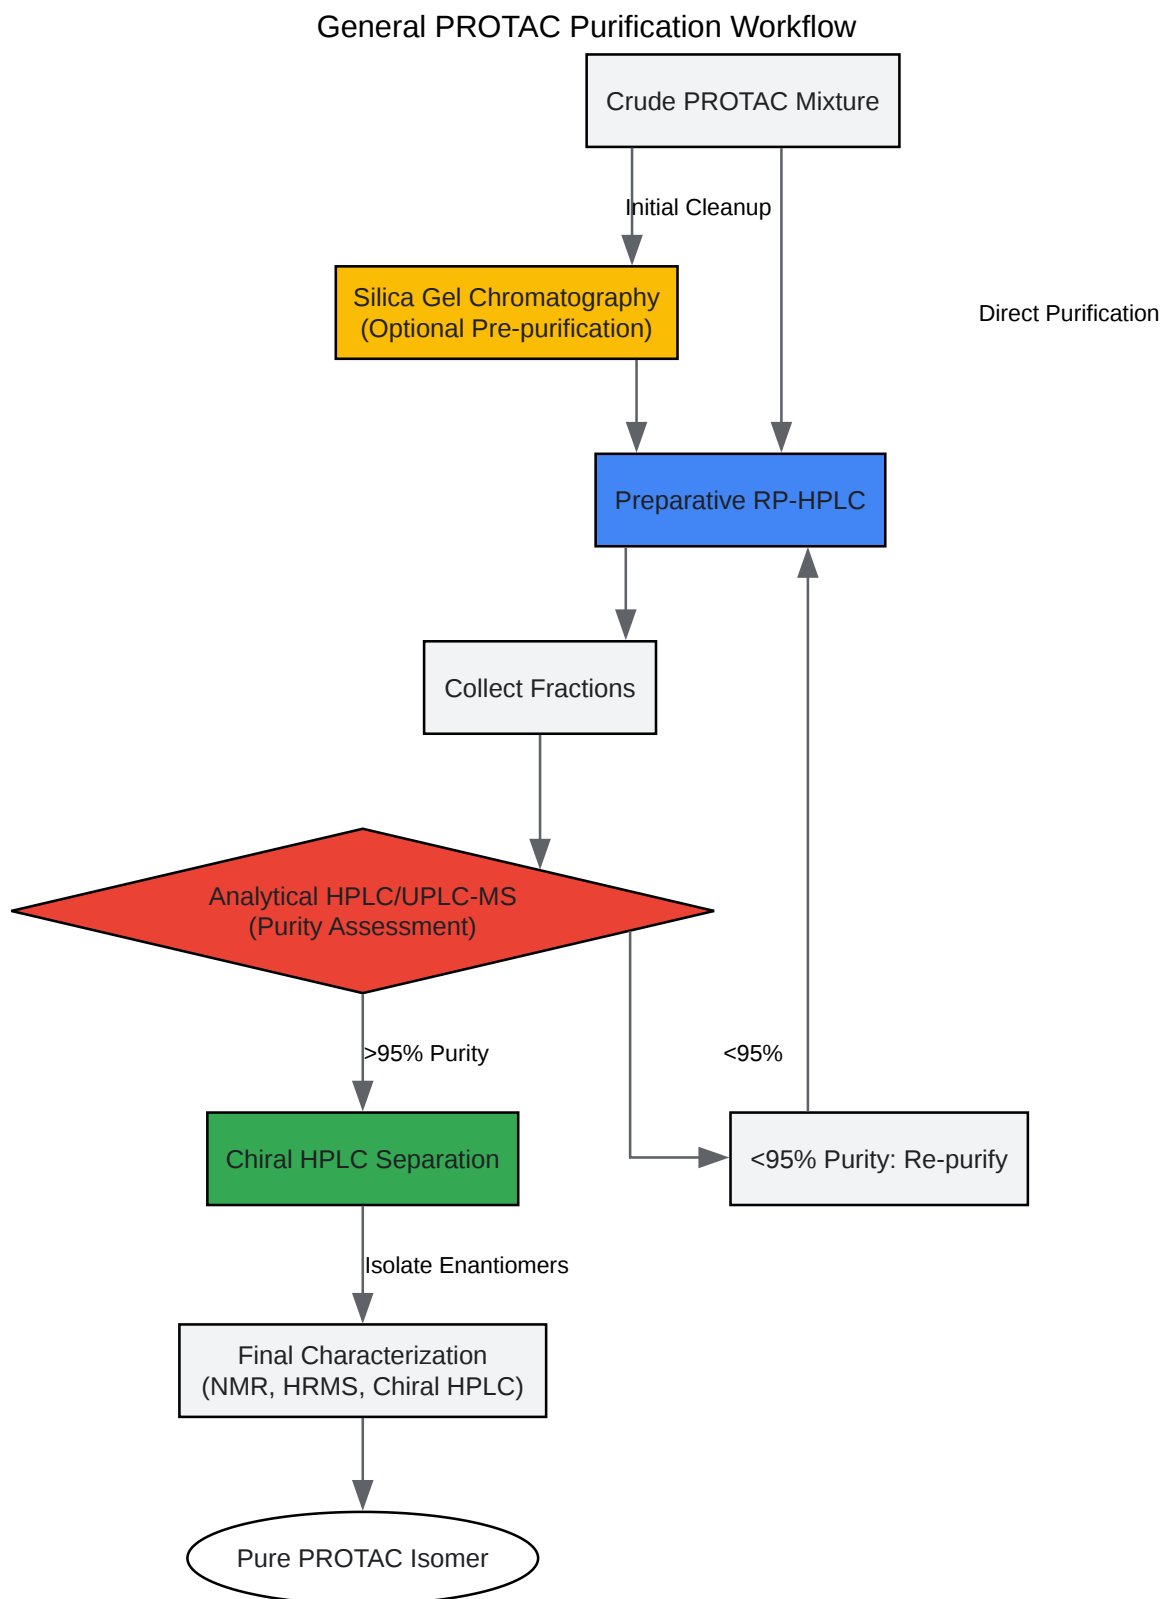 General PROTAC Purification Workflow
Crude PROTAC Mixture
Initial Cleanup
Silica Gel Chromatography
(Optional Pre-purification)
Direct Purification
Preparative RP-HPLC
Collect Fractions
Analytical HPLC/UPLC-MS
(Purity Assessment)
>95% Purity
<95%
Chiral HPLC Separation
<95% Purity: Re-purify
Isolate Enantiomers
Final Characterization
(NMR, HRMS, Chiral HPLC)
Pure PROTAC Isomer